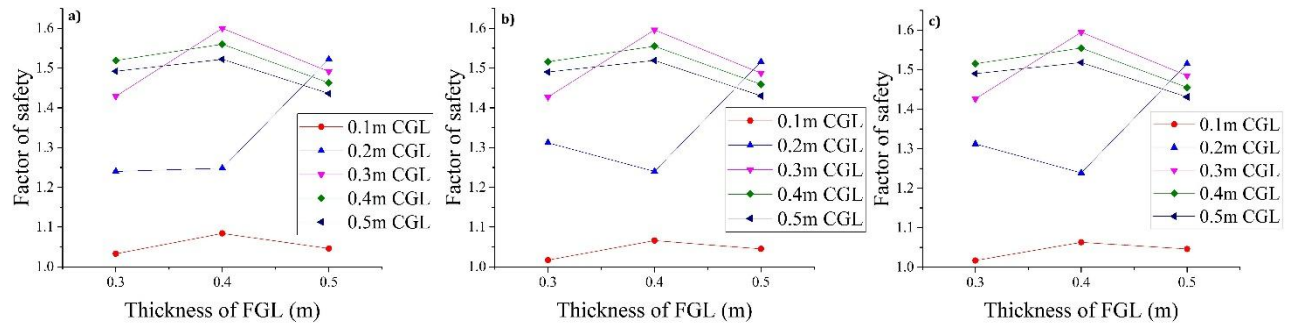 a)
Factor of safety
1.6
1.5
1.4
1.3
1.2
1.1
1.0
0.3 0.4 0.5
Thickness of FGL (m)
0.1m CGL
0.2m CGL
0.3m CGL
0.4m CGL
0.5m CGL
b)
Factor of safety
1.6
1.5
1.4
1.3
1.2
1.1
1.0
0.3 0.4 0.5
Thickness of FGL (m)
0.1m CGL
0.2m CGL
0.3m CGL
0.4m CGL
0.5m CGL
c)
Factor of safety
1.6
1.5
1.4
1.3
1.2
1.1
1.0
0.3 0.4 0.5
Thickness of FGL (m)
0.1m CGL
0.2m CGL
0.3m CGL
0.4m CGL
0.5m CGL